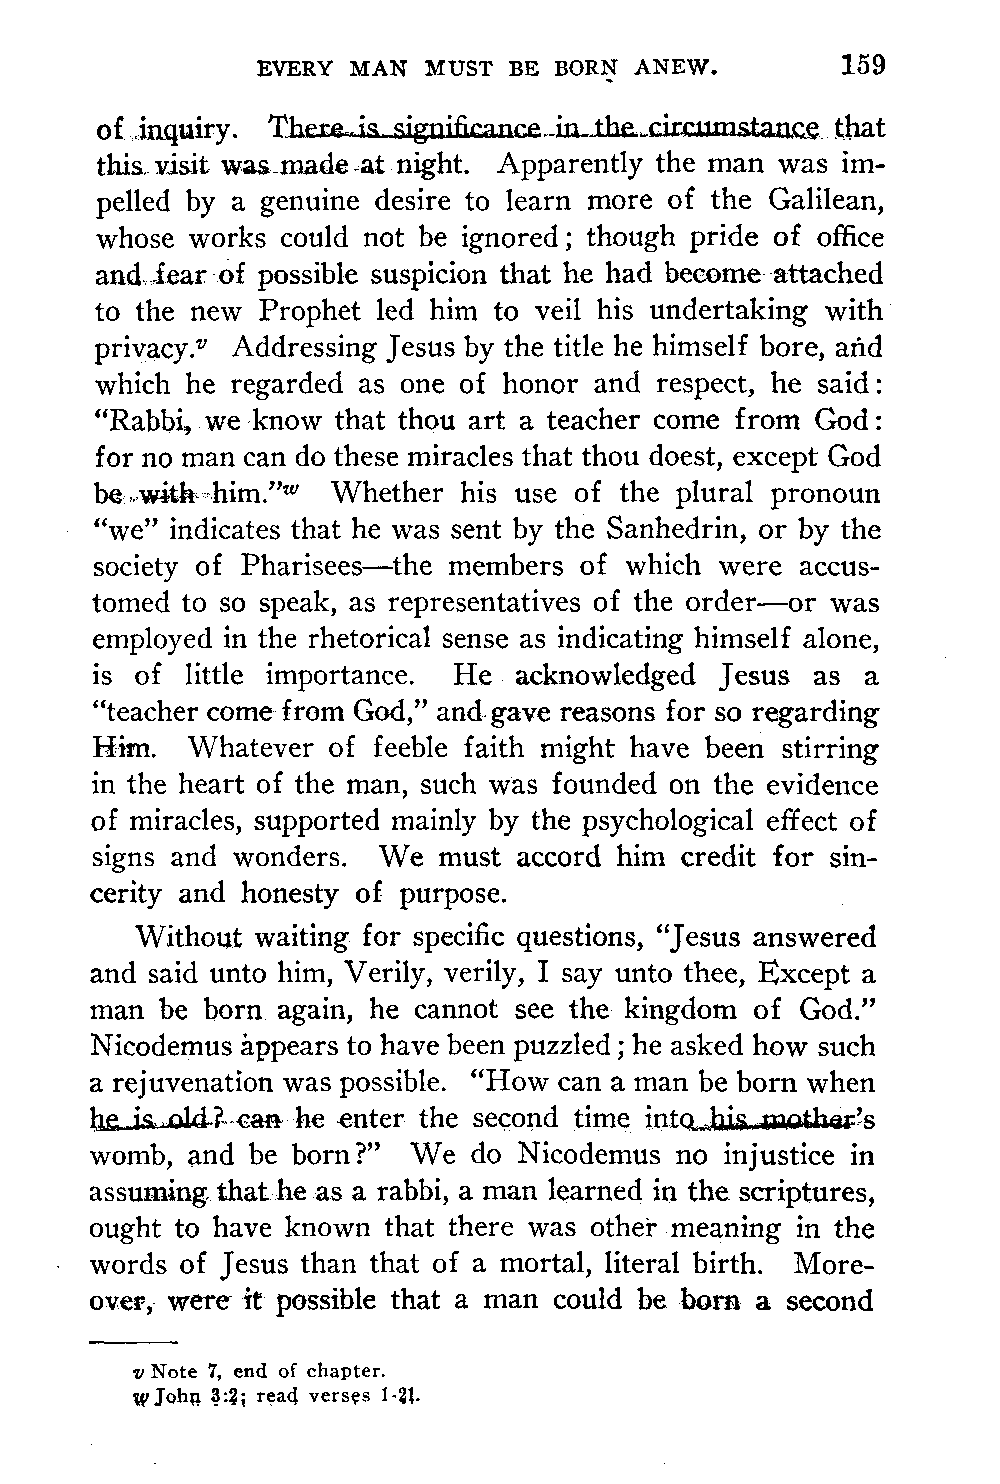 EVERY MAN MUST BE BORN ANEW. 159
of inquiry. There is significance in the circumstance that
this visit was made at night. Apparently the man was im-
pelled by a genuine desire to learn more of the Galilean,
whose works could not be ignored; though pride of office
and fear of possible suspicion that he had become attached
to the new Prophet led him to veil his undertaking with
privacy.v Addressing Jesus by the title he himself bore, and
which he regarded as one of honor and respect, he said:
“Rabbi, we know that thou art a teacher come from God:
for no man can do these miracles that thou doest, except God
be with him.”w Whether his use of the plural pronoun
“we” indicates that he was sent by the Sanhedrin, or by the
society of Pharisees—the members of which were accus-
tomed to so speak, as representatives of the order—or was
employed in the rhetorical sense as indicating himself alone,
is of little importance. He acknowledged Jesus as a
“teacher come from God,” and gave reasons for so regarding
Him. Whatever of feeble faith might have been stirring
in the heart of the man, such was founded on the evidence
of miracles, supported mainly by the psychological effect of
signs and wonders. We must accord him credit for sin-
cerity and honesty of purpose.
Without waiting for specific questions, “Jesus answered
and said unto him, Verily, verily, I say unto thee, Except a
man be born again, he cannot see the kingdom of God.”
Nicodemus appears to have been puzzled; he asked how such
a rejuvenation was possible. “How can a man be born when
he is old? can he enter the second time into his mother's
womb, and be born?” We do Nicodemus no injustice in
assuming that he as a rabbi, a man learned in the scriptures,
ought to have known that there was other meaning in the
words of Jesus than that of a mortal, literal birth. More-
over, were it possible that a man could be born a second
v Note 7, end of chapter.
w John 3:2; read verses 1-21.